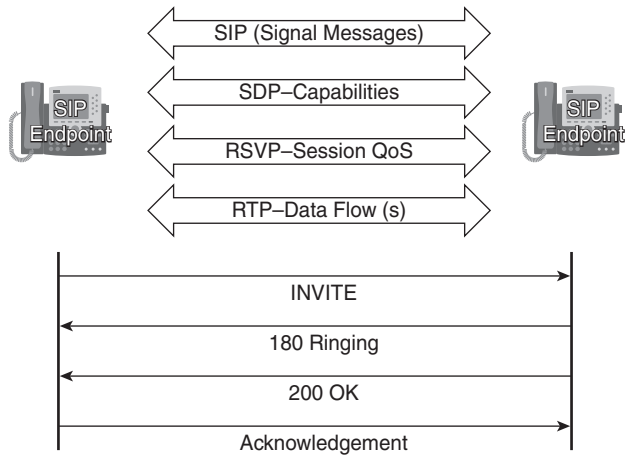 SIP (Signal Messages)
SIP
Endpoint
SDP–Capabilities
SIP
Endpoint
RSVP–Session QoS
RTP–Data Flow (s)
INVITE
180 Ringing
200 OK
Acknowledgement